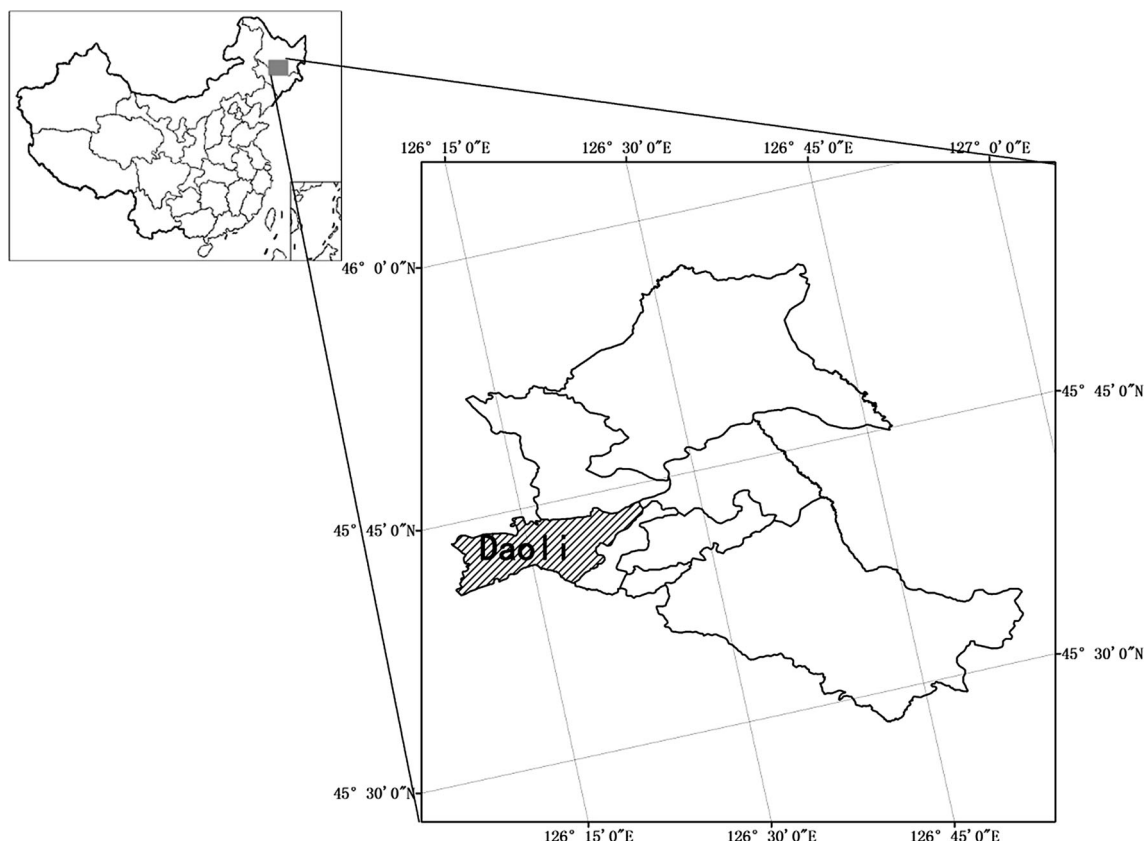 126° 15′0″E
126° 30′0″E
126° 45′0″E
127° 0′0″E
46° 0′0″N
45° 45′0″N
45° 45′0″N
Daoli
45° 30′0″N
45° 30′0″N
126° 15′0″E
126° 30′0″E
126° 45′0″E